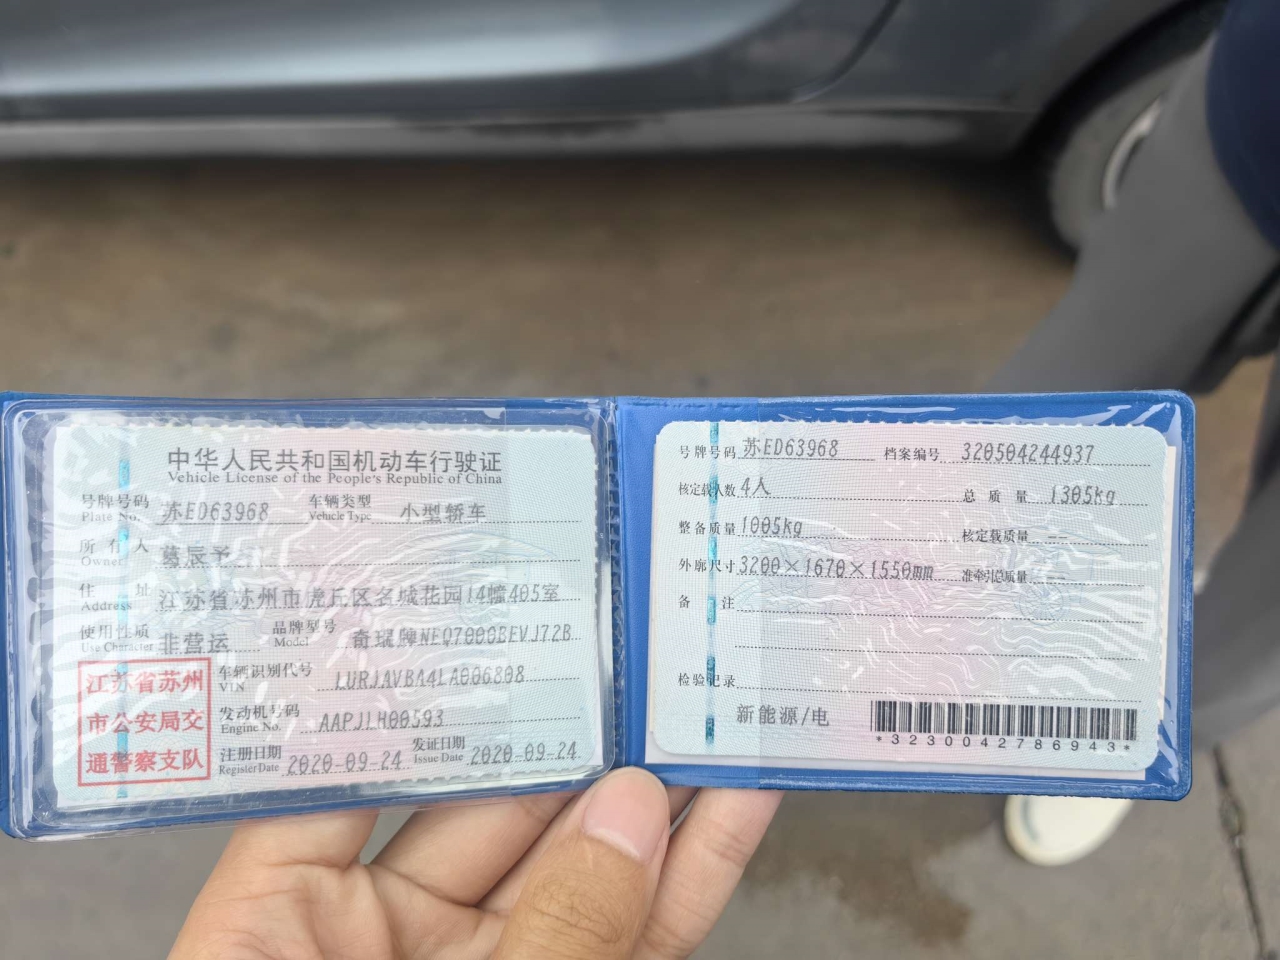 中华人民共和国机动车行驶证
Vehicle License of the People's Republic of China
号牌号码 苏ED63968 车辆类型 小型轿车
Plate No. Vehicle Type
所有人 葛辰予
Owner
住址 江苏省苏州市虎丘区名城花园14幢405室
Address
使用性质 非营运 品牌型号 奇瑞牌NEQ7000BEVJ72B
Use Character Model
江苏省苏州
市公安局交
通警察支队
车辆识别代号 LURJAVBA4LA006808
VIN
发动机号码 AAPJLH00593
Engine No.
注册日期 2020-09-24 发证日期 2020-09-24
Register Date Issue Date
号牌号码 苏ED63968 档案编号 320504244937
核定载人数 4人 总质量 1305kg
整备质量 1005kg 核定载质量 --
外廓尺寸 3200×1670×1550mm 准牵引总质量 --
备注
检验记录
新能源/电
*3230042786943*